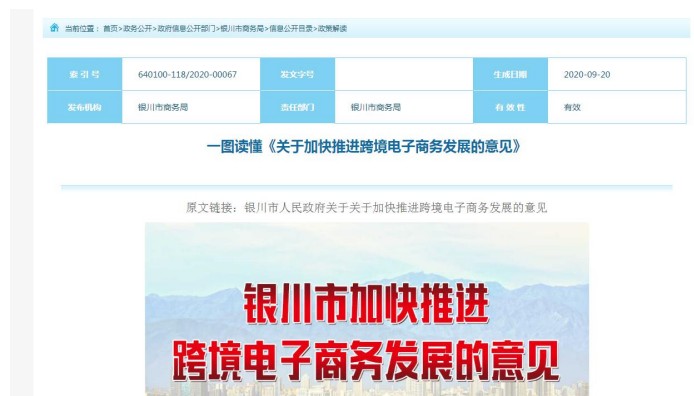 当前位置：首页>政务公开>政府信息公开部门>银川市商务局>信息公开目录>政策解读
索 引 号 640100-118/2020-00067 发文字号 生成日期 2020-09-20
发布机构 银川市商务局 责任部门 银川市商务局 有 效 性 有效
一图读懂《关于加快推进跨境电子商务发展的意见》
原文链接：银川市人民政府关于关于加快推进跨境电子商务发展的意见
银川市加快推进
跨境电子商务发展的意见